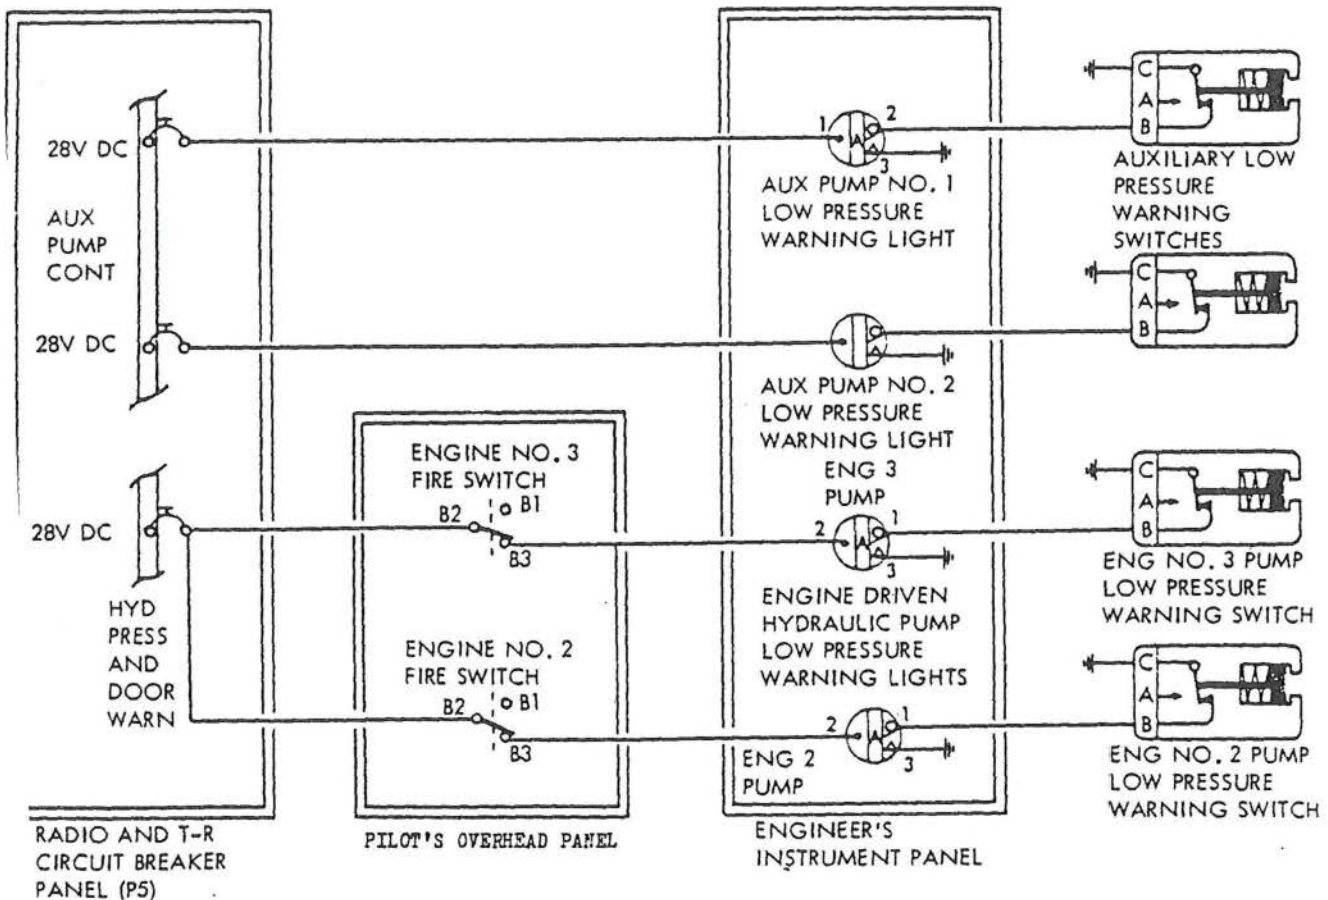 28V DC
AUX
PUMP
CONT
28V DC
28V DC
HYD
PRESS
AND
DOOR
WARN
RADIO AND T-R
CIRCUIT BREAKER
PANEL (P5)
ENGINE NO. 3
FIRE SWITCH
B1
B2
B3
ENGINE NO. 2
FIRE SWITCH
B1
B2
B3
PILOT'S OVERHEAD PANEL
1
A
2
3
AUX PUMP NO. 1
LOW PRESSURE
WARNING LIGHT
AUX PUMP NO. 2
LOW PRESSURE
WARNING LIGHT
ENG 3
PUMP
2
A
1
3
ENGINE DRIVEN
HYDRAULIC PUMP
LOW PRESSURE
WARNING LIGHTS
2
A
1
3
ENG 2
PUMP
ENGINEER'S
INSTRUMENT PANEL
C
A
B
AUXILIARY LOW
PRESSURE
WARNING
SWITCHES
C
A
B
C
A
B
ENG NO. 3 PUMP
LOW PRESSURE
WARNING SWITCH
C
A
B
ENG NO. 2 PUMP
LOW PRESSURE
WARNING SWITCH